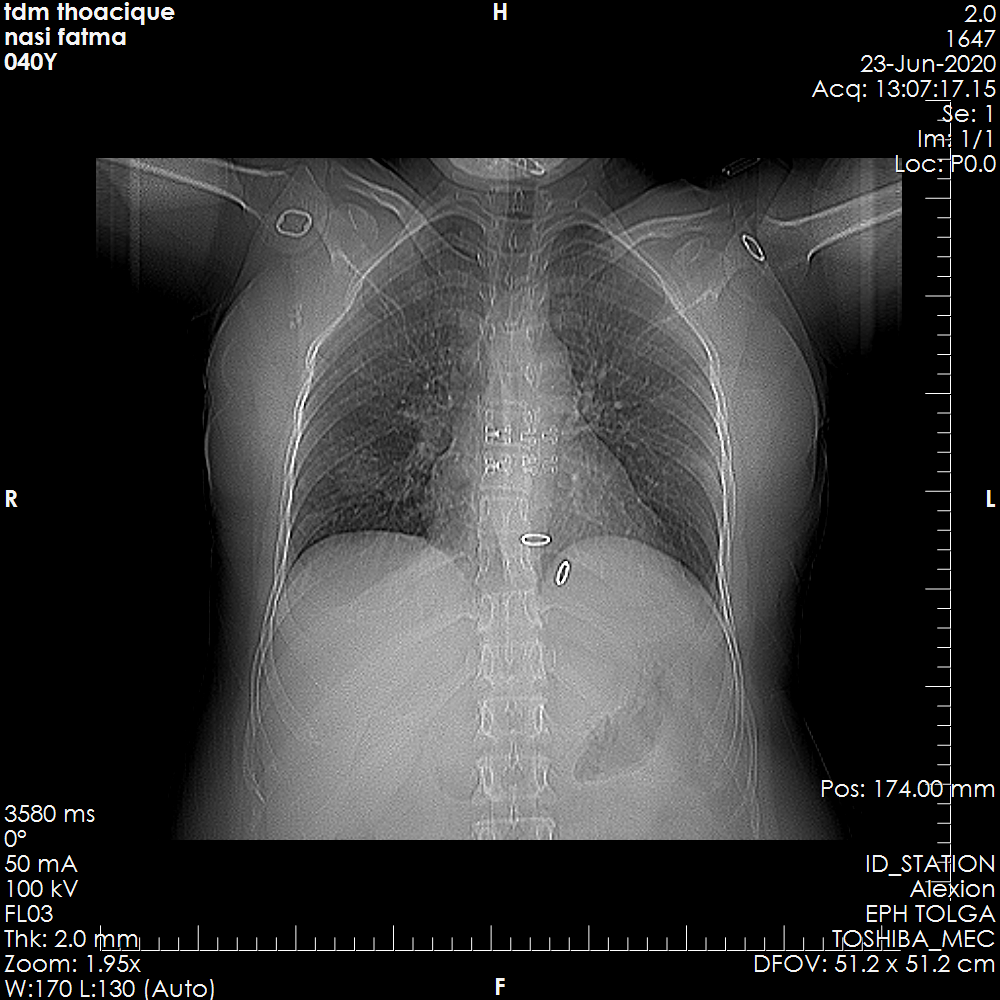 tdm thoacique
nasi fatma
040Y
H
2.0
1647
23-Jun-2020
Acq: 13:07:17.15
Se: 1
Im: 1/1
Loc: P0.0
R
L
3580 ms
0°
50 mA
100 kV
FL03
Thk: 2.0 mm
Zoom: 1.95x
W:170 L:130 (Auto)
F
Pos: 174.00 mm
ID_STATION
Alexion
EPH TOLGA
TOSHIBA_MEC
DFOV: 51.2 x 51.2 cm